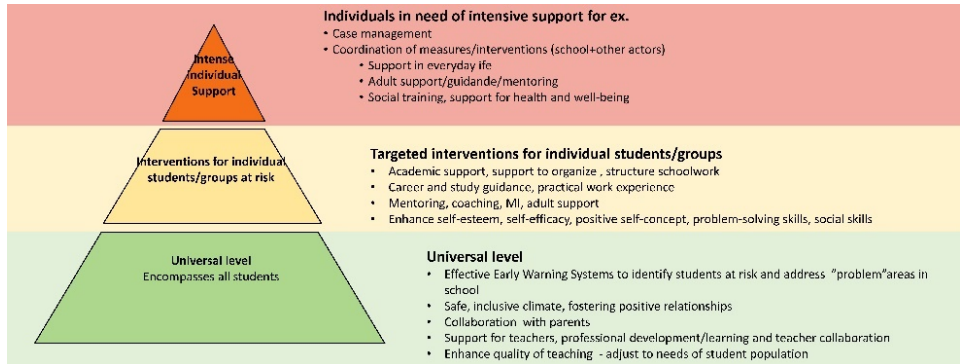 Individuals in need of intensive support for ex.
• Case management
• Coordination of measures/interventions (school+other actors)
• Support in everyday ife
• Adult support/guidande/mentoring
• Social training, support for health and well-being
Intense
Individual
Support
Interventions for individual
students/groups at risk
Targeted interventions for individual students/groups
• Academic support, support to organize , structure schoolwork
• Career and study guidance, practical work experience
• Mentoring, coaching, MI, adult support
• Enhance self-esteem, self-efficacy, positive self-concept, problem-solving skills, social skills
Universal level
Encompasses all students
Universal level
• Effective Early Warning Systems to identify students at risk and address ”problem”areas in
school
• Safe, inclusive climate, fostering positive relationships
• Collaboration with parents
• Support for teachers, professional development/learning and teacher collaboration
• Enhance quality of teaching - adjust to needs of student population